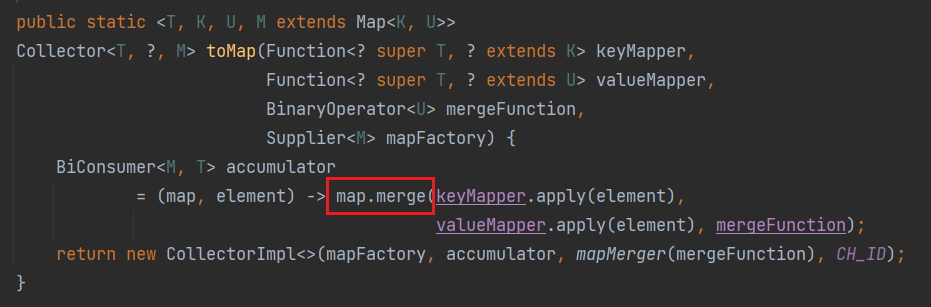 public static <T, K, U, M extends Map<K, U>>
Collector<T, ?, M> toMap(Function<? super T, ? extends K> keyMapper,
Function<? super T, ? extends U> valueMapper,
BinaryOperator<U> mergeFunction,
Supplier<M> mapFactory) {
BiConsumer<M, T> accumulator
= (map, element) -> map.merge(keyMapper.apply(element),
valueMapper.apply(element), mergeFunction);
return new CollectorImpl<>(mapFactory, accumulator, mapMerger(mergeFunction), CH_ID);
}